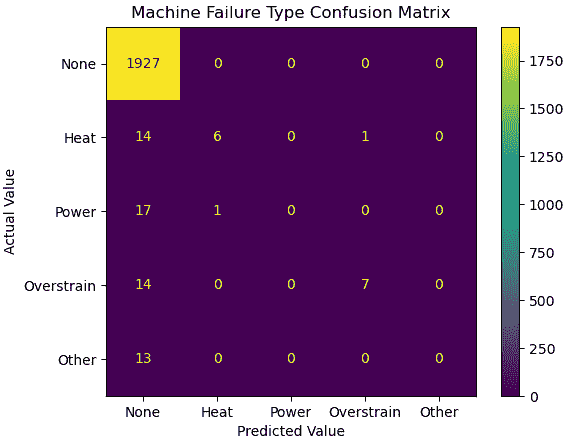 Machine Failure Type Confusion Matrix
Actual Value
None 1927 0 0 0 0
Heat 14 6 0 1 0
Power 17 1 0 0 0
Overstrain 14 0 0 7 0
Other 13 0 0 0 0
None Heat Power Overstrain Other
Predicted Value
1750
1500
1250
1000
750
500
250
0